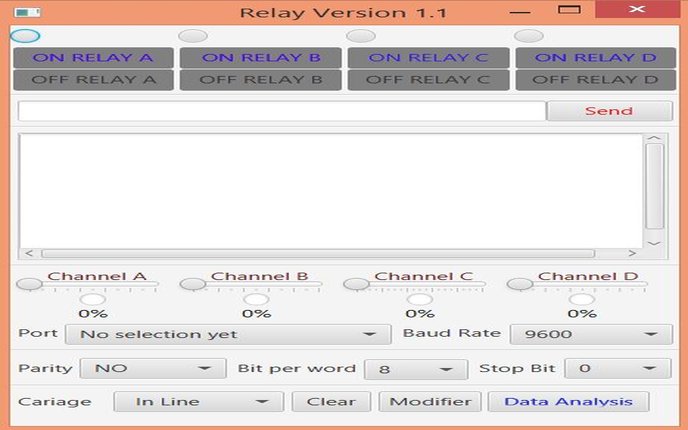 Relay Version 1.1
ON RELAY A ON RELAY B ON RELAY C ON RELAY D
OFF RELAY A OFF RELAY B OFF RELAY C OFF RELAY D
Send
Channel A Channel B Channel C Channel D
0% 0% 0% 0%
Port No selection yet Baud Rate 9600
Parity NO Bit per word 8 Stop Bit 0
Cariage In Line Clear Modifier Data Analysis